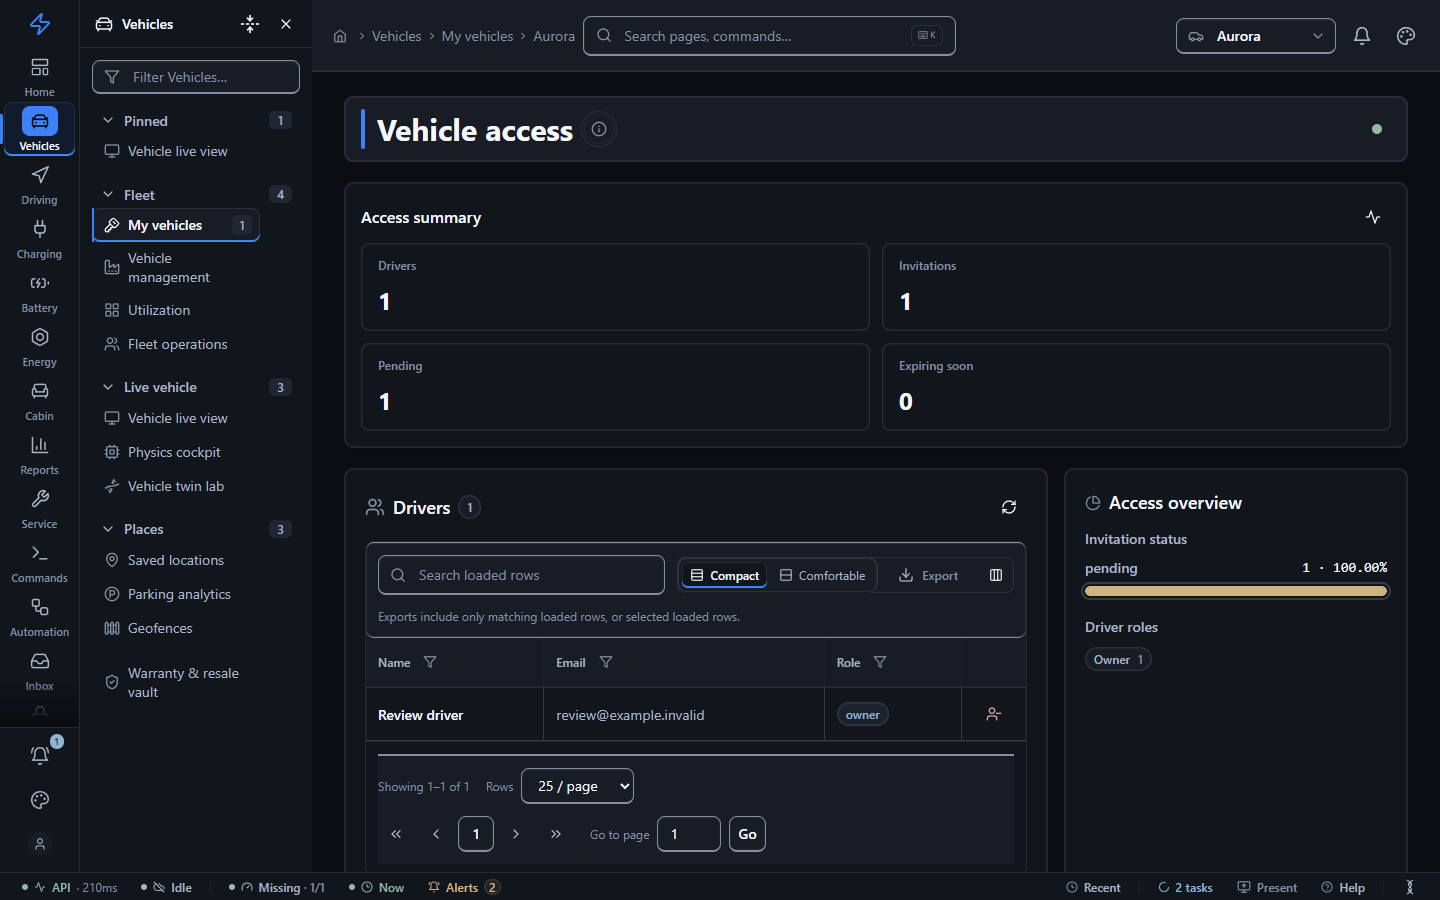 Vehicles
Vehicles
My vehicles
Aurora
Search pages, commands...
K
Aurora
Home
Vehicles
Driving
Charging
Battery
Energy
Cabin
Reports
Service
Commands
Automation
Inbox
1
Filter Vehicles...
Pinned 1
Vehicle live view
Fleet 4
My vehicles 1
Vehicle
management
Utilization
Fleet operations
Live vehicle 3
Vehicle live view
Physics cockpit
Vehicle twin lab
Places 3
Saved locations
Parking analytics
Geofences
Warranty & resale
vault
Vehicle access
Access summary
Drivers
1
Invitations
1
Pending
1
Expiring soon
0
Drivers 1
Search loaded rows
Compact
Comfortable
Export
Exports include only matching loaded rows, or selected loaded rows.
Name Email Role
Review driver review@example.invalid owner
Showing 1–1 of 1 Rows 25 / page
1 Go to page 1 Go
Access overview
Invitation status
pending 1 · 100.00%
Driver roles
Owner 1
API · 210ms Idle Missing · 1/1 Now Alerts 2 Recent 2 tasks Present Help